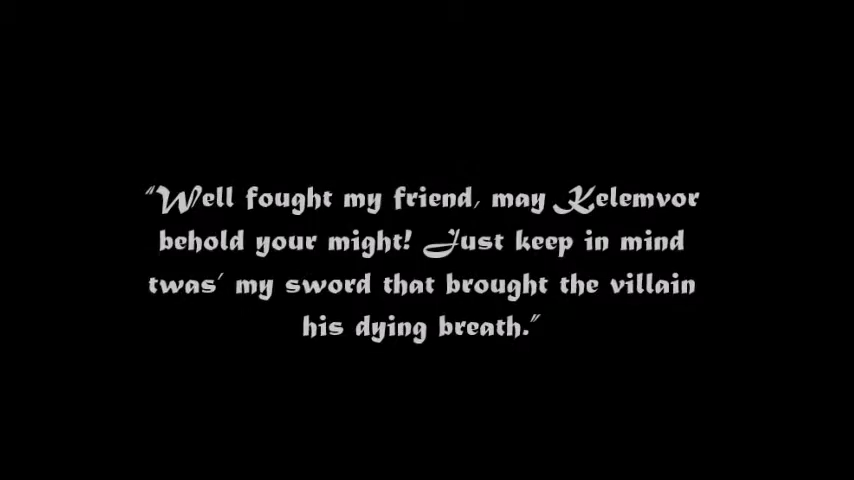 "Well fought my friend, may Kelemvor
behold your might! Just keep in mind
twas' my sword that brought the villain
his dying breath."